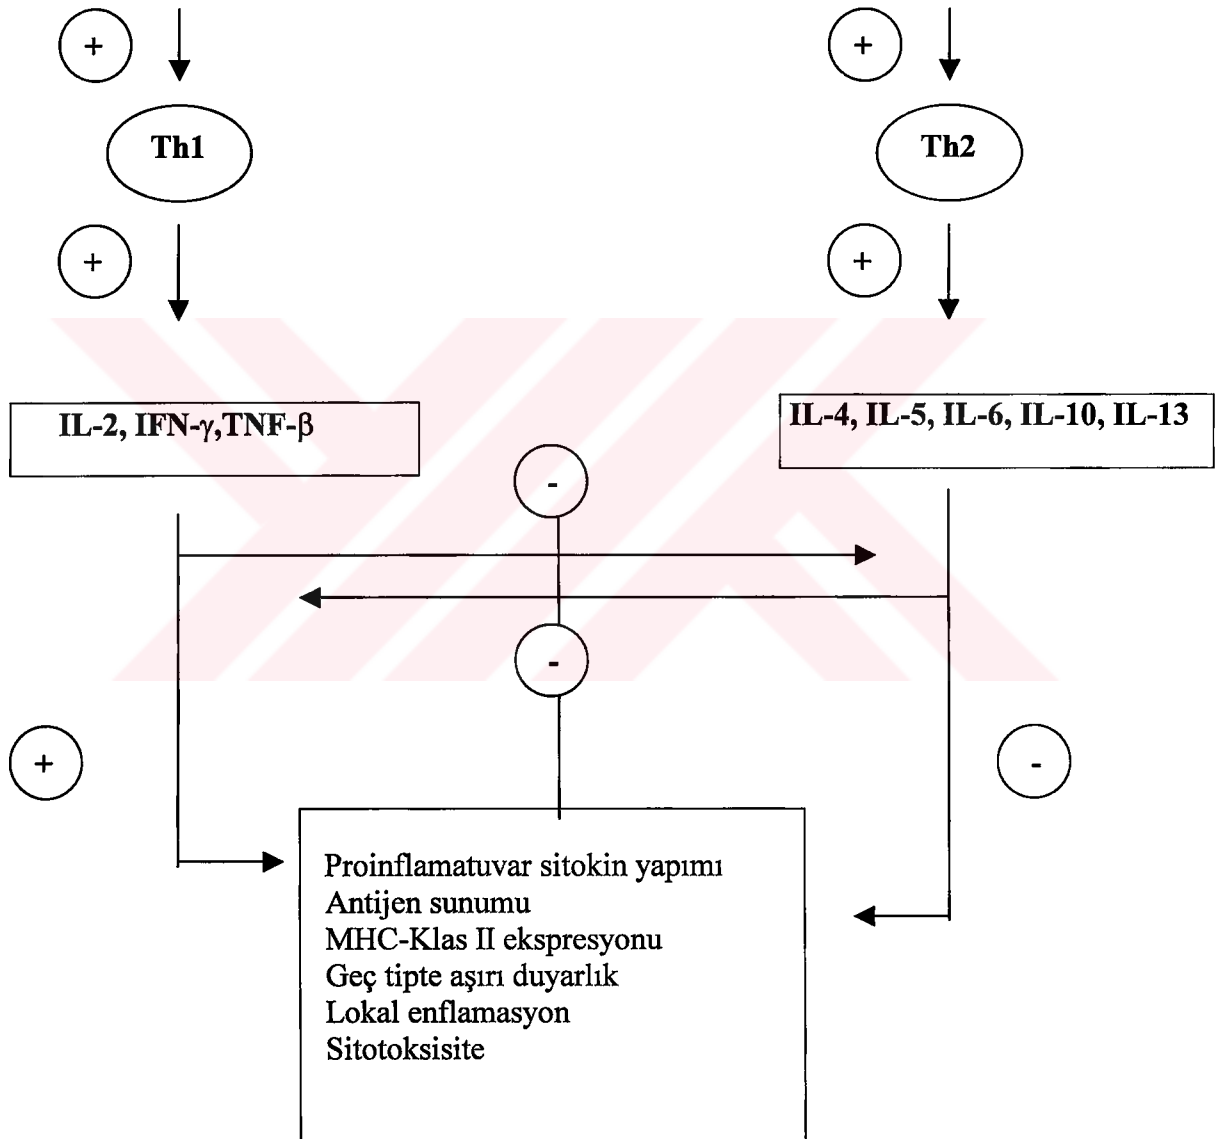 +
+
Th1
Th2
+
+
IL-2, IFN-γ,TNF-β
IL-4, IL-5, IL-6, IL-10, IL-13
-
-
+
-
Proinflamatuvar sitokin yapımı
Antijen sunumu
MHC-Klas II ekspresyonu
Geç tipte aşırı duyarlık
Lokal enflamasyon
Sitotoksisite